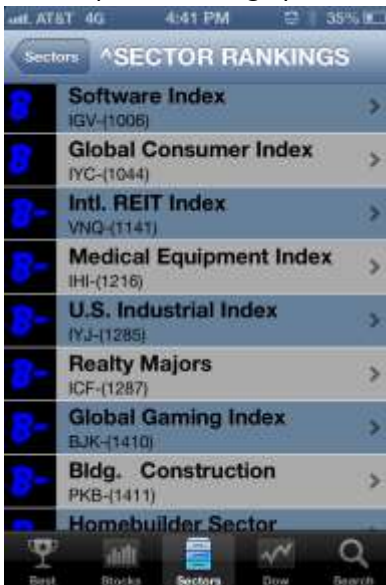 AT&T 4G 4:41 PM 35%
Sectors ^SECTOR RANKINGS
B
Software Index
IGV-(1006)
B
Global Consumer Index
IYC-(1044)
B-
Intl. REIT Index
VNQ-(1141)
B-
Medical Equipment Index
IHI-(1216)
B-
U.S. Industrial Index
IYJ-(1285)
B-
Realty Majors
ICF-(1287)
B-
Global Gaming Index
BJK-(1410)
B-
Bldg. Construction
PKB-(1411)
Homebuilder Sector
Best Stocks Sectors Dow Search